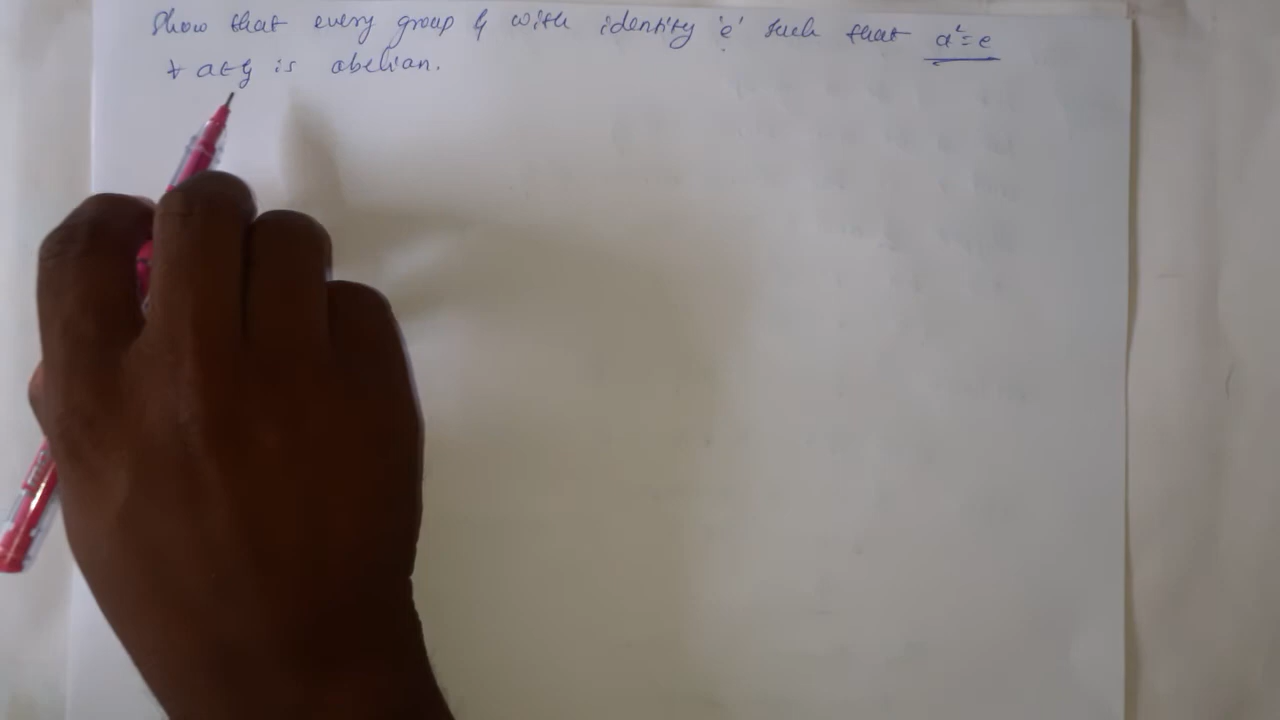 Show that every group G with identity 'e' such that a²=e
∀ a∈G is abelian.